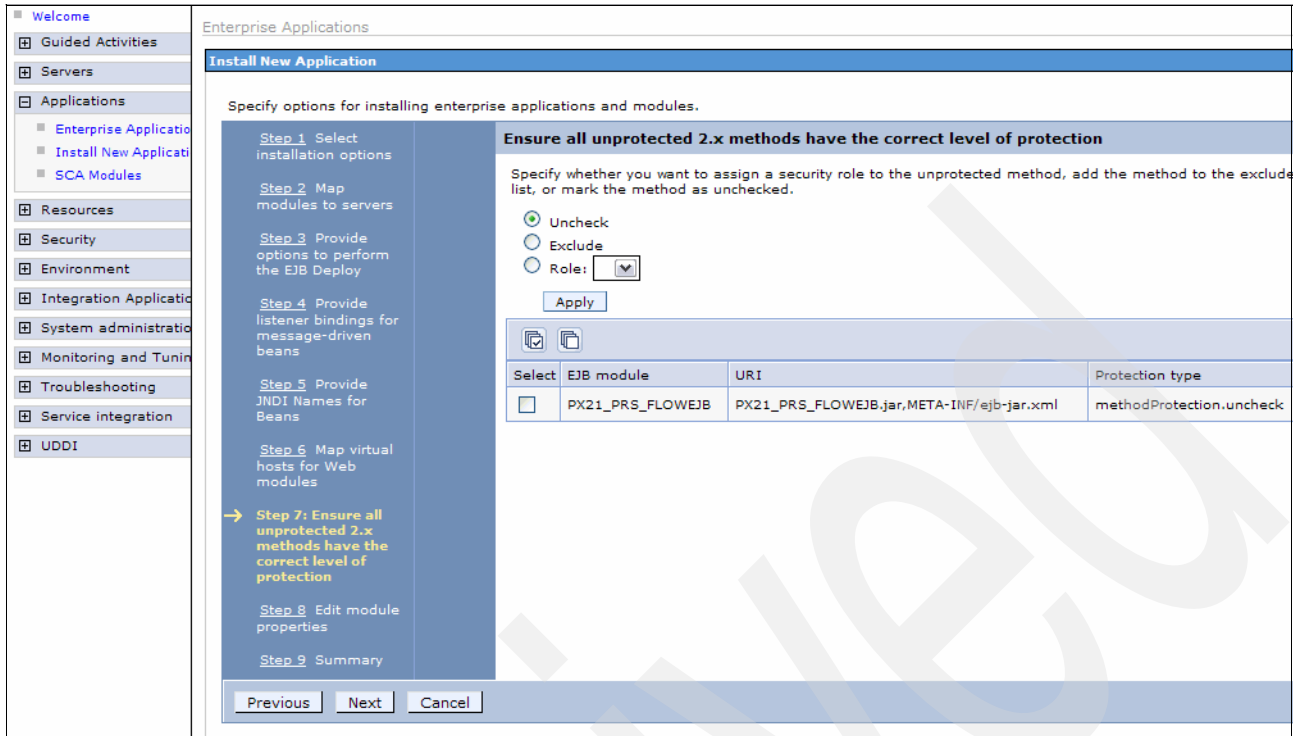 Welcome
Guided Activities
Servers
Applications
Enterprise Applicatio
Install New Applicati
SCA Modules
Resources
Security
Environment
Integration Applicatio
System administratio
Monitoring and Tunin
Troubleshooting
Service integration
UDDI
Enterprise Applications
Install New Application
Specify options for installing enterprise applications and modules.
Step 1 Select
installation options
Step 2 Map
modules to servers
Step 3 Provide
options to perform
the EJB Deploy
Step 4 Provide
listener bindings for
message-driven
beans
Step 5 Provide
JNDI Names for
Beans
Step 6 Map virtual
hosts for Web
modules
Step 7: Ensure all
unprotected 2.x
methods have the
correct level of
protection
Step 8 Edit module
properties
Step 9 Summary
Ensure all unprotected 2.x methods have the correct level of protection
Specify whether you want to assign a security role to the unprotected method, add the method to the exclude
list, or mark the method as unchecked.
Uncheck
Exclude
Role:
Apply
Select EJB module URI Protection type
PX21_PRS_FLOWEJB PX21_PRS_FLOWEJB.jar,META-INF/ejb-jar.xml methodProtection.uncheck
Previous Next Cancel
ived